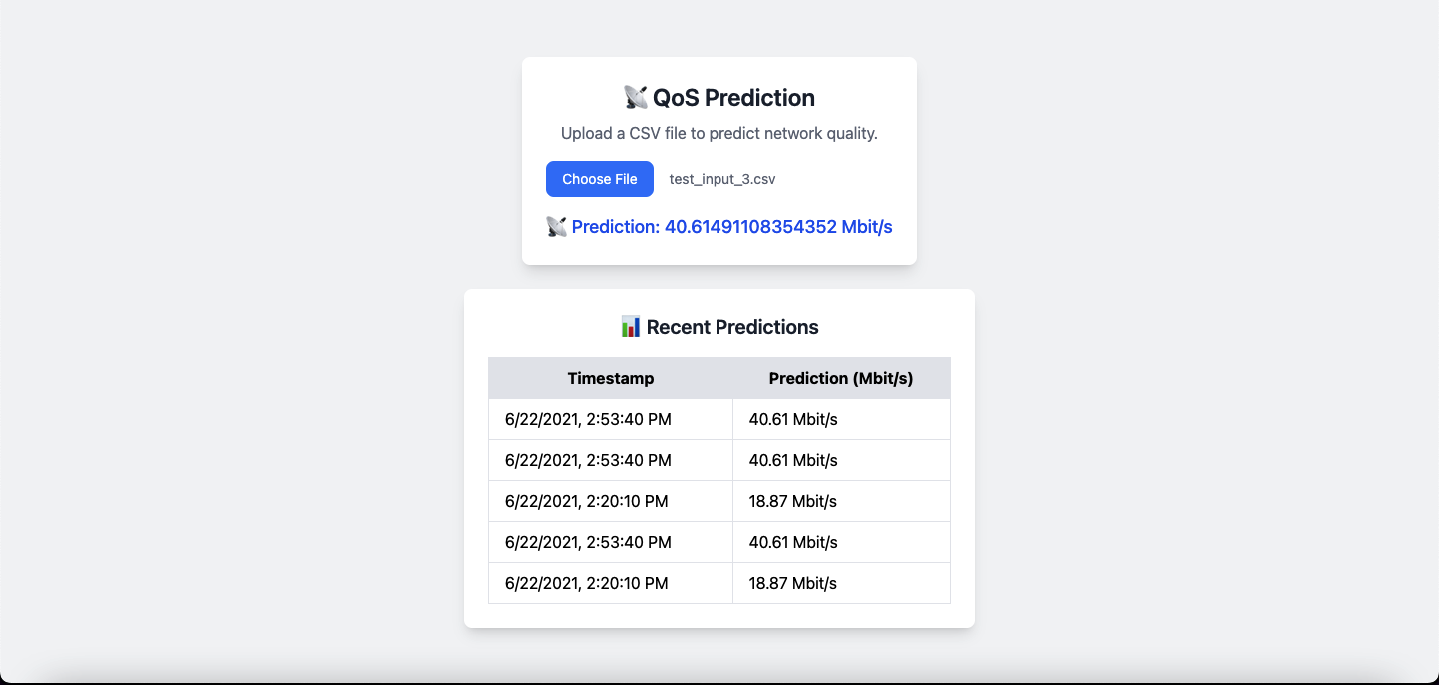 📡 QoS Prediction
Upload a CSV file to predict network quality.
Choose File test_input_3.csv
📡 Prediction: 40.61491108354352 Mbit/s
📊 Recent Predictions
Timestamp Prediction (Mbit/s)
6/22/2021, 2:53:40 PM 40.61 Mbit/s
6/22/2021, 2:53:40 PM 40.61 Mbit/s
6/22/2021, 2:20:10 PM 18.87 Mbit/s
6/22/2021, 2:53:40 PM 40.61 Mbit/s
6/22/2021, 2:20:10 PM 18.87 Mbit/s